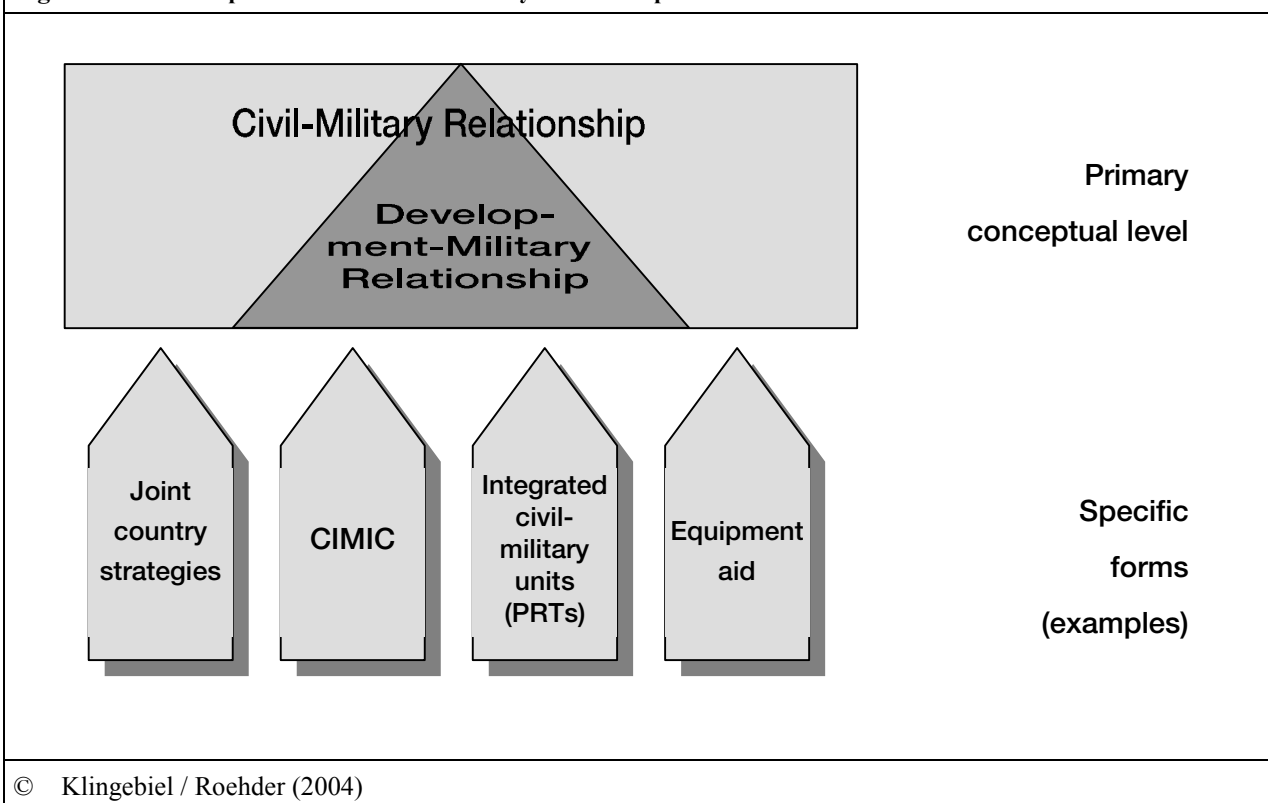 Civil-Military Relationship
Develop-
ment-Military
Relationship
Primary
conceptual level
Joint
country
strategies
CIMIC
Integrated
civil-
military
units
(PRTs)
Equipment
aid
Specific
forms
(examples)
© Klingebiel / Roehder (2004)